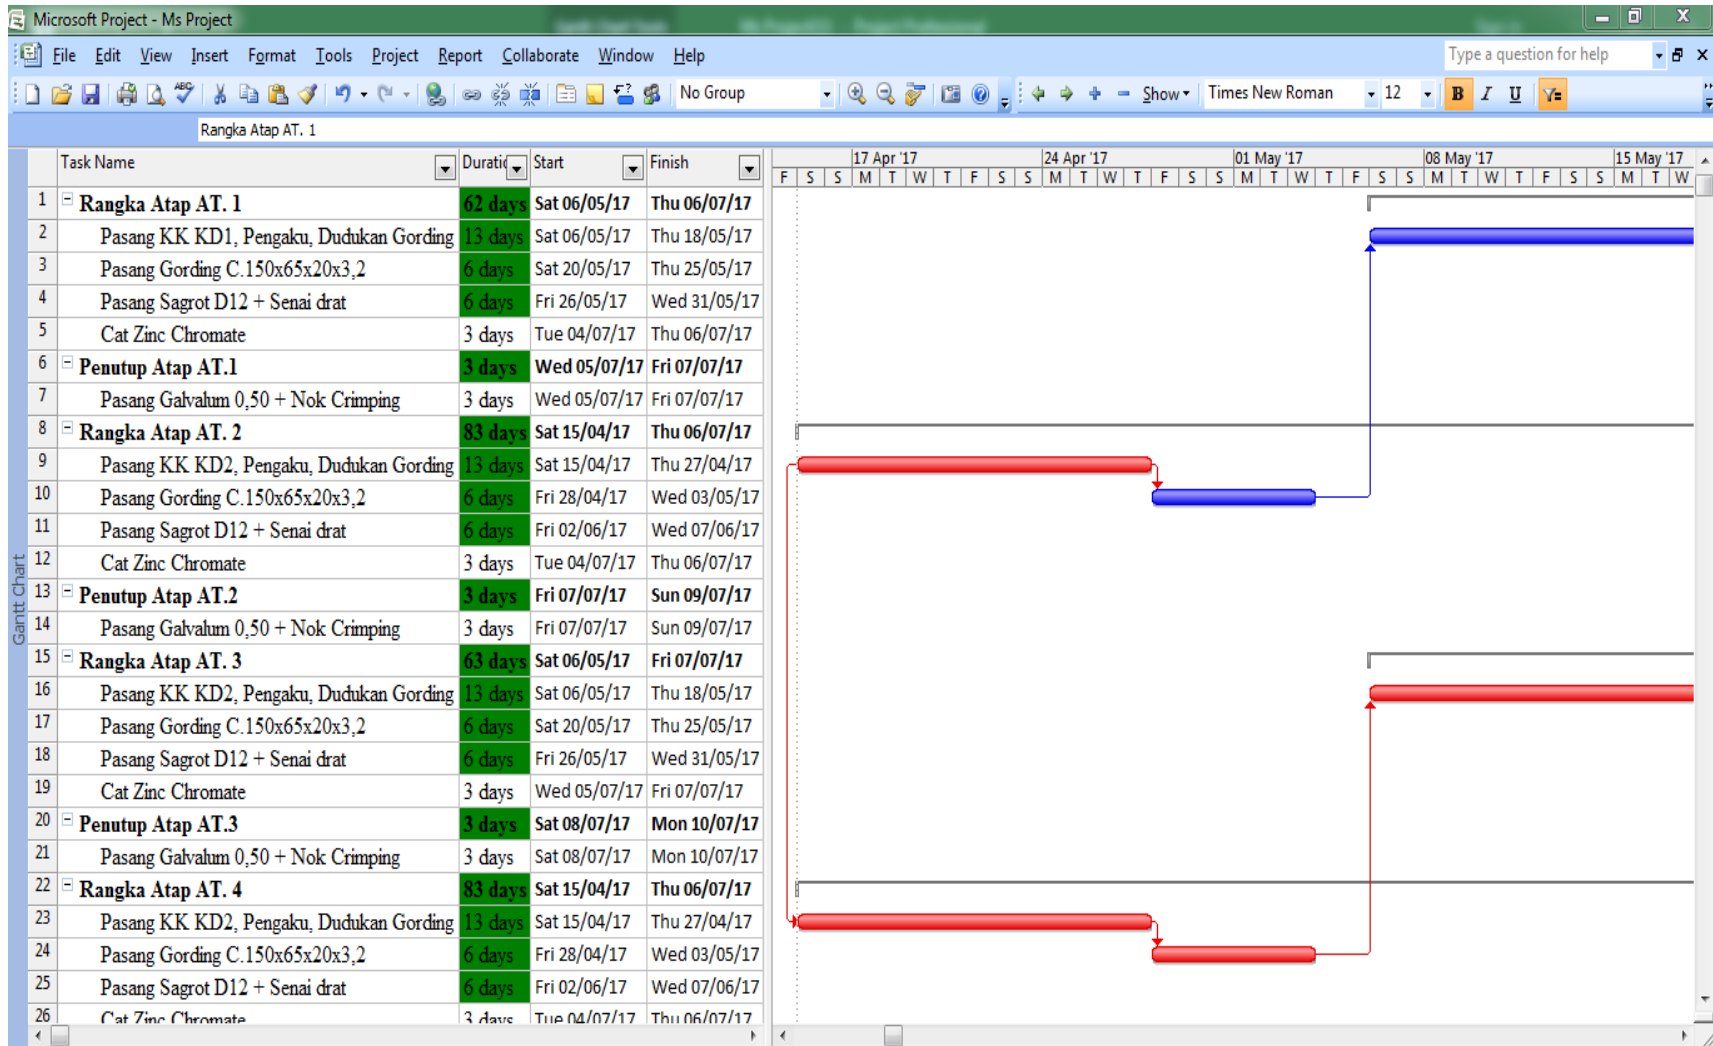 Microsoft Project - Ms Project
File Edit View Insert Format Tools Project Report Collaborate Window Help Type a question for help
No Group Show Times New Roman 12 B I U
Rangka Atap AT. 1
Task Name Duratic Start Finish 17 Apr '17 24 Apr '17 01 May '17 08 May '17 15 May '17
F S S M T W T F S S M T W T F S S M T W T F S S M T W T F S S M T W
1 Rangka Atap AT. 1 62 days Sat 06/05/17 Thu 06/07/17
2 Pasang KK KD1, Pengaku, Dudukan Gording 13 days Sat 06/05/17 Thu 18/05/17
3 Pasang Gording C.150x65x20x3,2 6 days Sat 20/05/17 Thu 25/05/17
4 Pasang Sagrot D12 + Senai drat 6 days Fri 26/05/17 Wed 31/05/17
5 Cat Zinc Chromate 3 days Tue 04/07/17 Thu 06/07/17
6 Penutup Atap AT.1 3 days Wed 05/07/17 Fri 07/07/17
7 Pasang Galvalum 0,50 + Nok Crimping 3 days Wed 05/07/17 Fri 07/07/17
8 Rangka Atap AT. 2 83 days Sat 15/04/17 Thu 06/07/17
9 Pasang KK KD2, Pengaku, Dudukan Gording 13 days Sat 15/04/17 Thu 27/04/17
10 Pasang Gording C.150x65x20x3,2 6 days Fri 28/04/17 Wed 03/05/17
11 Pasang Sagrot D12 + Senai drat 6 days Fri 02/06/17 Wed 07/06/17
12 Cat Zinc Chromate 3 days Tue 04/07/17 Thu 06/07/17
13 Penutup Atap AT.2 3 days Fri 07/07/17 Sun 09/07/17
14 Pasang Galvalum 0,50 + Nok Crimping 3 days Fri 07/07/17 Sun 09/07/17
15 Rangka Atap AT. 3 63 days Sat 06/05/17 Fri 07/07/17
16 Pasang KK KD2, Pengaku, Dudukan Gording 13 days Sat 06/05/17 Thu 18/05/17
17 Pasang Gording C.150x65x20x3,2 6 days Sat 20/05/17 Thu 25/05/17
18 Pasang Sagrot D12 + Senai drat 6 days Fri 26/05/17 Wed 31/05/17
19 Cat Zinc Chromate 3 days Wed 05/07/17 Fri 07/07/17
20 Penutup Atap AT.3 3 days Sat 08/07/17 Mon 10/07/17
21 Pasang Galvalum 0,50 + Nok Crimping 3 days Sat 08/07/17 Mon 10/07/17
22 Rangka Atap AT. 4 83 days Sat 15/04/17 Thu 06/07/17
23 Pasang KK KD2, Pengaku, Dudukan Gording 13 days Sat 15/04/17 Thu 27/04/17
24 Pasang Gording C.150x65x20x3,2 6 days Fri 28/04/17 Wed 03/05/17
25 Pasang Sagrot D12 + Senai drat 6 days Fri 02/06/17 Wed 07/06/17
26 Cat Zinc Chromate 3 days Tue 04/07/17 Thu 06/07/17
Gantt Chart